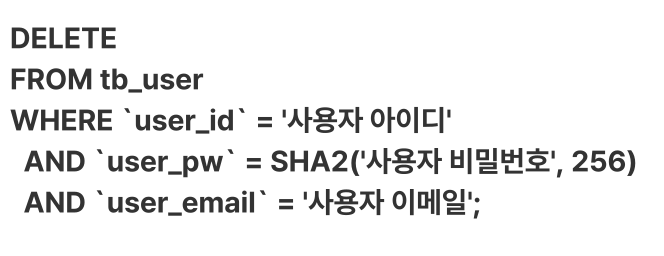 DELETE
FROM tb_user
WHERE `user_id` = '사용자 아이디'
AND `user_pw` = SHA2('사용자 비밀번호', 256)
AND `user_email` = '사용자 이메일';